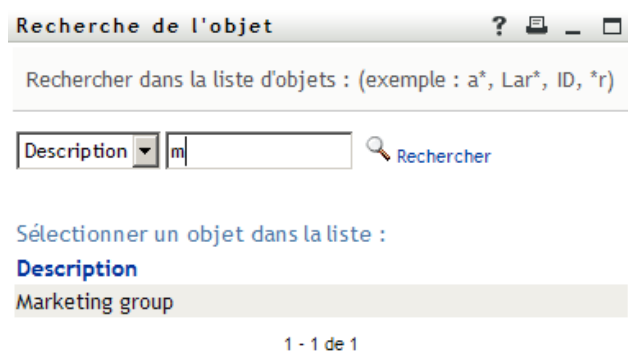 Recherche de l'objet ?
Rechercher dans la liste d'objets : (exemple : a*, Lar*, ID, *r)
Description m Rechercher
Sélectionner un objet dans la liste :
Description
Marketing group
1 - 1 de 1